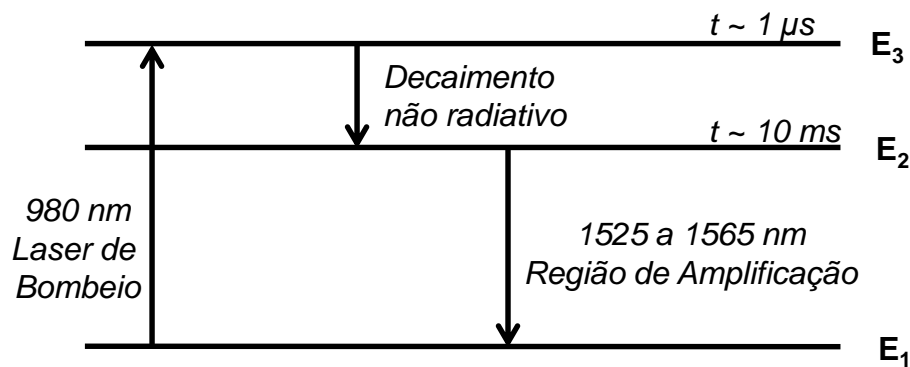 t ~ 1 µs
E3
Decaimento
não radiativo
t ~ 10 ms
E2
980 nm
Laser de
Bombeio
1525 a 1565 nm
Região de Amplificação
E1